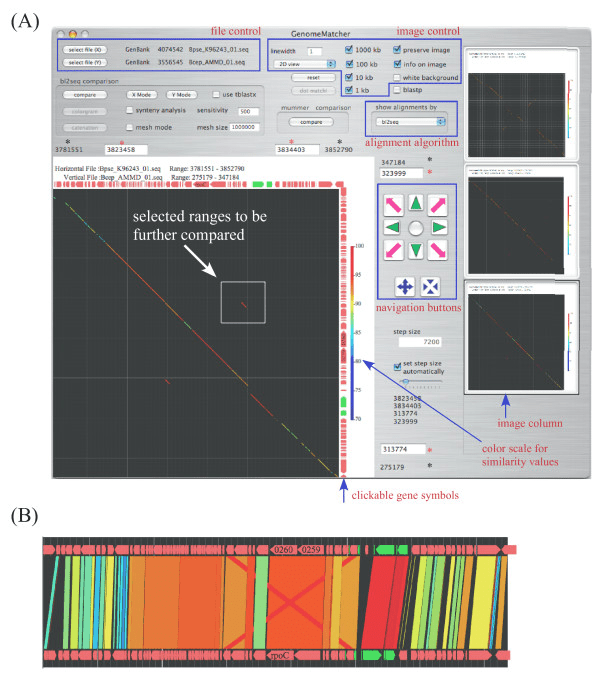 (A)
file control
GenomeMatcher
image control
select file (X) GenBank 4074542 Bpse_K96243_01.seq
select file (Y) GenBank 3556545 Bcep_AMMD_01.seq
linewidth 1
2D view
reset
dot matchi
1000 kb
100 kb
10 kb
1 kb
preserve image
info on image
white background
blastp
bl2seq comparison
compare X Mode Y Mode use tblastx
synteny analysis sensitivity 500
mesh mode mesh size 1000000
mummer comparison
compare
show alignments by
bl2seq
alignment algorithm
* * * *
3781551 3823458 3834403 3852790
347184 *
323999 *
Horizontal File :Bpse_K96243_01.seq Range: 3781551 - 3852790
Vertical File :Bcep_AMMD_01.seq Range: 275179 - 347184
selected ranges to be
further compared
100
95
90
85
80
75
70
navigation buttons
step size
7200
set step size
automatically
3823458
3834403
313774
323999
313774 *
275179 *
image column
color scale for
similarity values
clickable gene symbols
(B)
0260 0259
rpoC